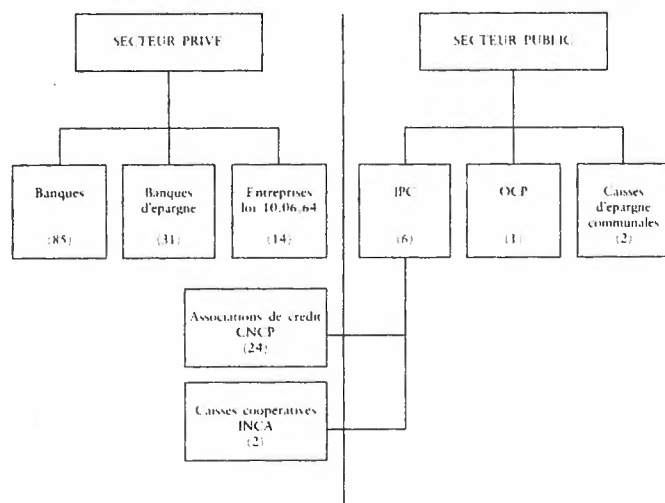 SECTEUR PRIVE
SECTEUR PUBLIC
Banques
(85)
Banques
d'epargne
(31)
Entreprises
loi 10.06.64
(14)
IPC
(6)
OCP
(1)
Caisses
d'epargne
communales
(2)
Associations de credit
CNCP
(24)
Caisses cooperatives
INCA
(2)